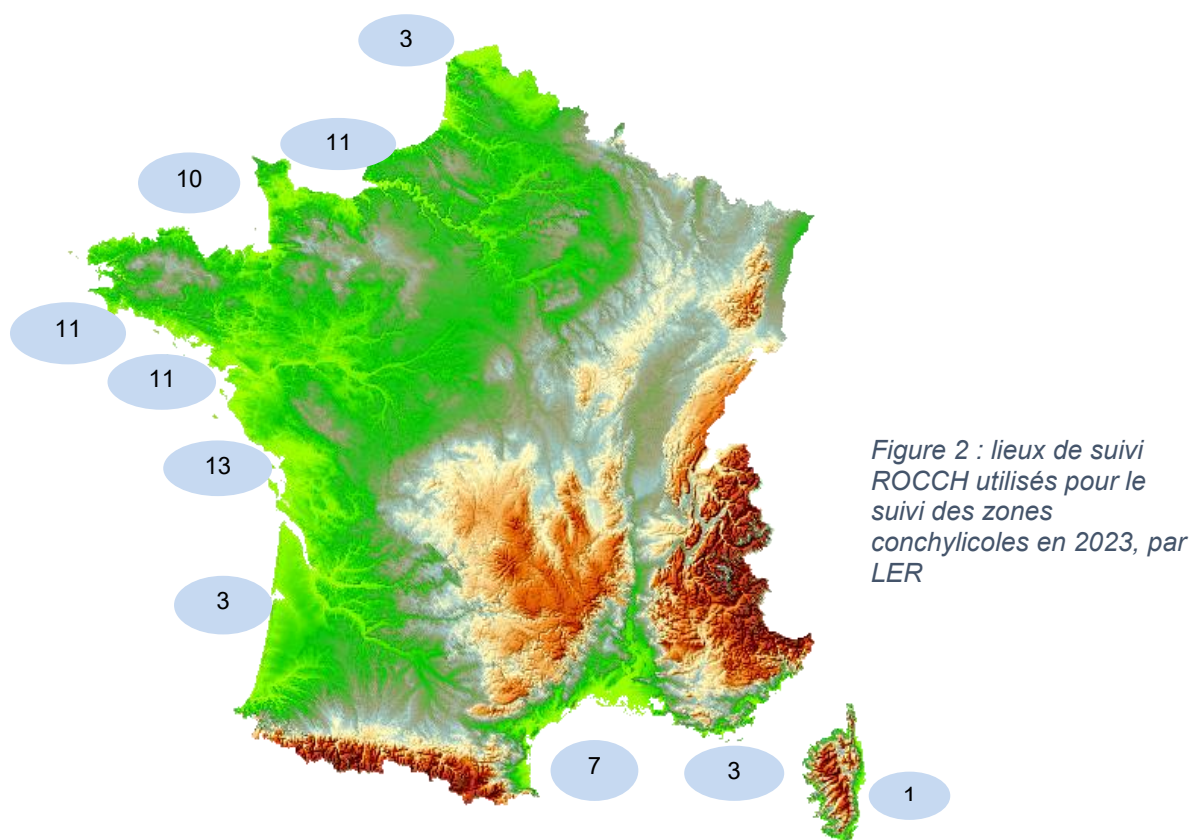 3
11
10
11
11
13
3
7
3
1
Figure 2 : lieux de suivi
ROCCH utilisés pour le
suivi des zones
conchylicoles en 2023, par
LER